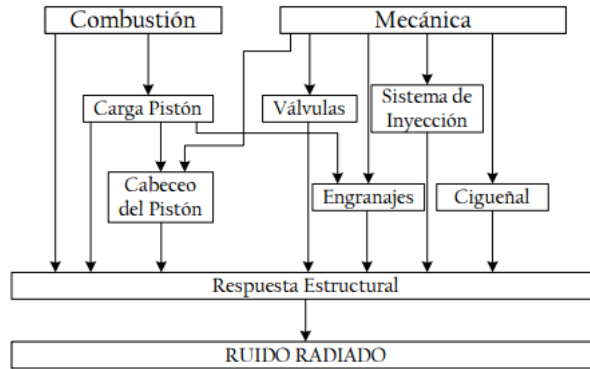 Combustión
Mecánica
Carga Pistón
Válvulas
Sistema de
Inyección
Cabeceo
del Pistón
Engranajes
Cigueñal
Respuesta Estructural
RUIDO RADIADO